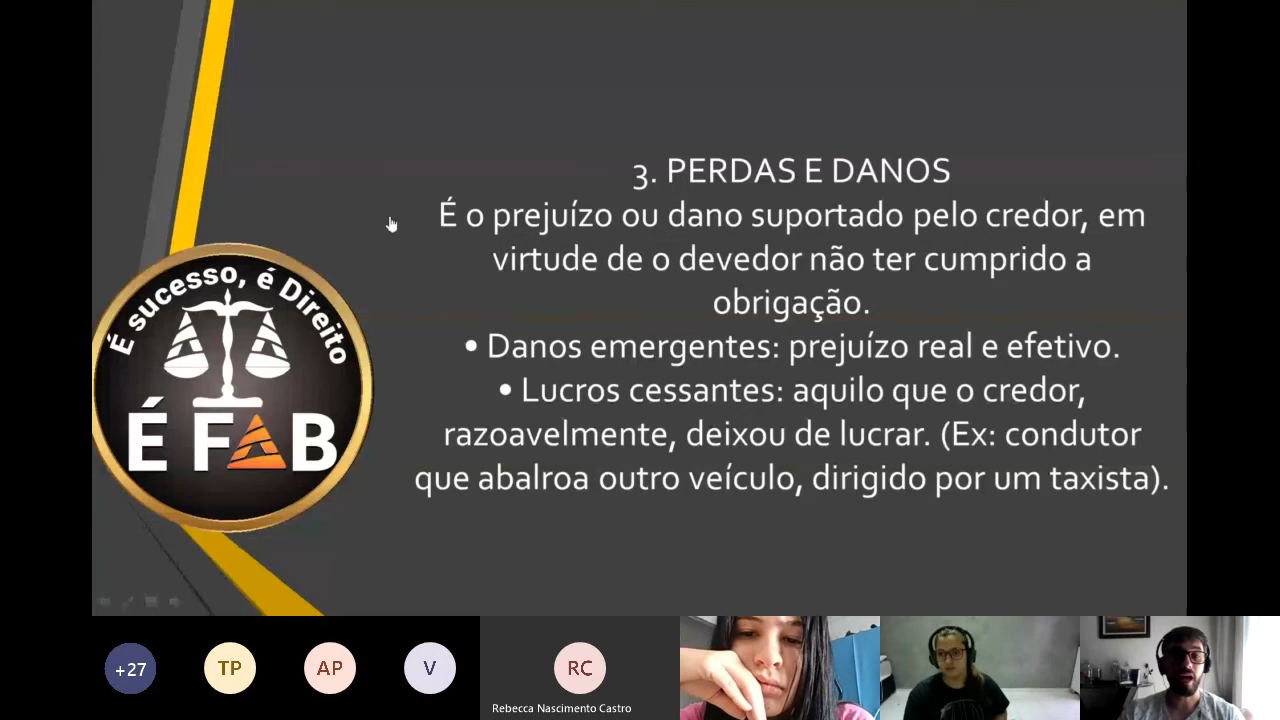 3. PERDAS E DANOS
É o prejuízo ou dano suportado pelo credor, em
virtude de o devedor não ter cumprido a
obrigação.
• Danos emergentes: prejuízo real e efetivo.
• Lucros cessantes: aquilo que o credor,
razoavelmente, deixou de lucrar. (Ex: condutor
que abalroa outro veículo, dirigido por um taxista).
É sucesso, é Direito
É FAB
+27
TP
AP
V
RC
Rebecca Nascimento Castro